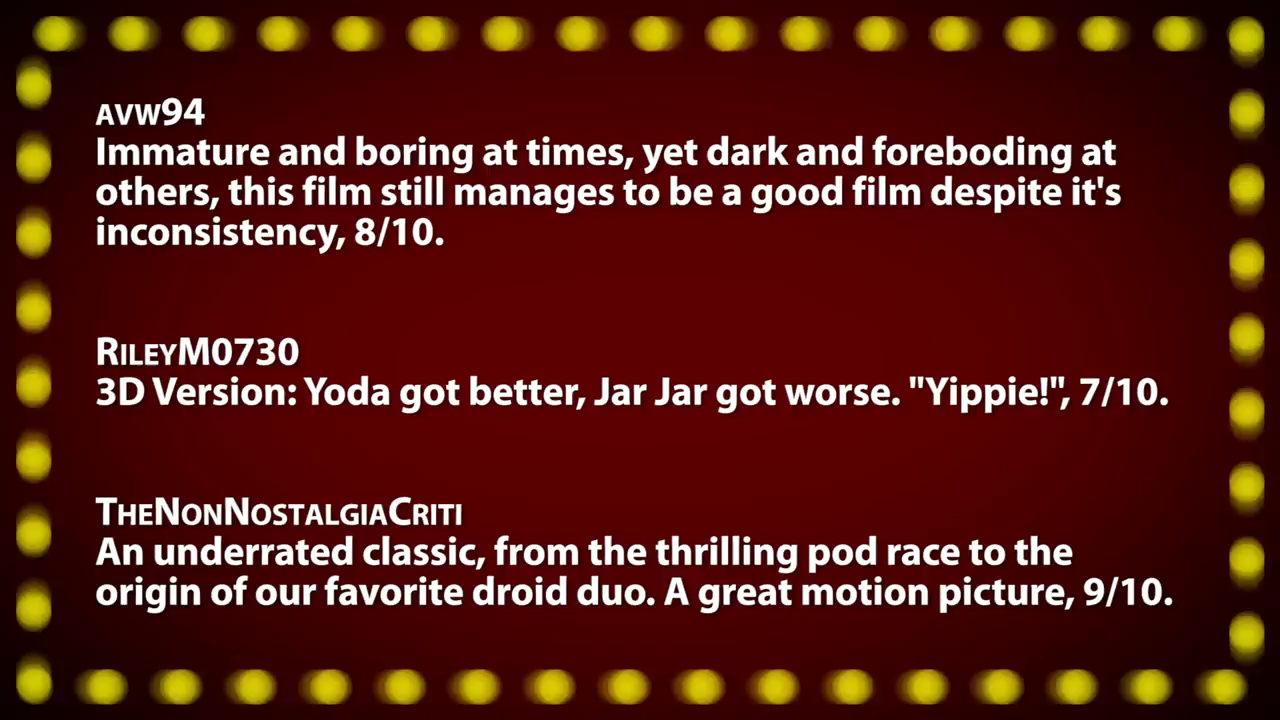 AVW94
Immature and boring at times, yet dark and foreboding at
others, this film still manages to be a good film despite it's
inconsistency, 8/10.
RILEYM0730
3D Version: Yoda got better, Jar Jar got worse. "Yippie!", 7/10.
THENONNOSTALGIACRITI
An underrated classic, from the thrilling pod race to the
origin of our favorite droid duo. A great motion picture, 9/10.